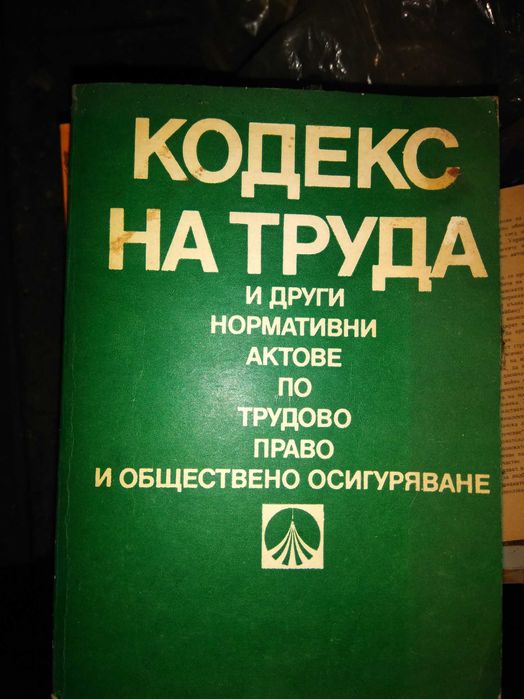 КОДЕКС
НА ТРУДА
И ДРУГИ
НОРМАТИВНИ
АКТОВЕ
ПО
ТРУДОВО
ПРАВО
И ОБЩЕСТВЕНО ОСИГУРЯВАНЕ